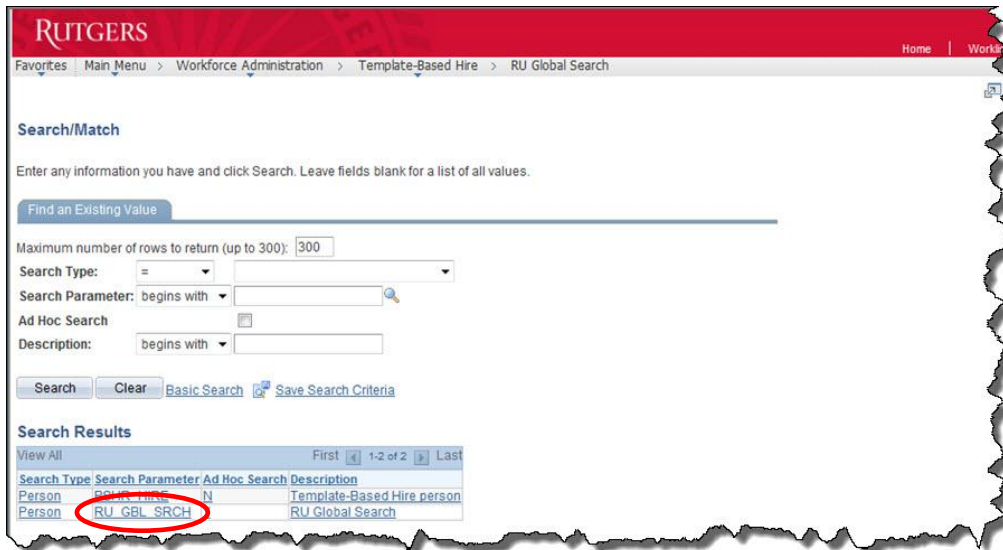 RUTGERS
Home | Worklis
Favorites Main Menu > Workforce Administration > Template-Based Hire > RU Global Search
Search/Match
Enter any information you have and click Search. Leave fields blank for a list of all values.
Find an Existing Value
Maximum number of rows to return (up to 300): 300
Search Type: =
Search Parameter: begins with
Ad Hoc Search
Description: begins with
Search Clear Basic Search Save Search Criteria
Search Results
View All First 1-2 of 2 Last
Search Type Search Parameter Ad Hoc Search Description
Person PSHR_HIRE N Template-Based Hire person
Person RU_GBL_SRCH RU Global Search